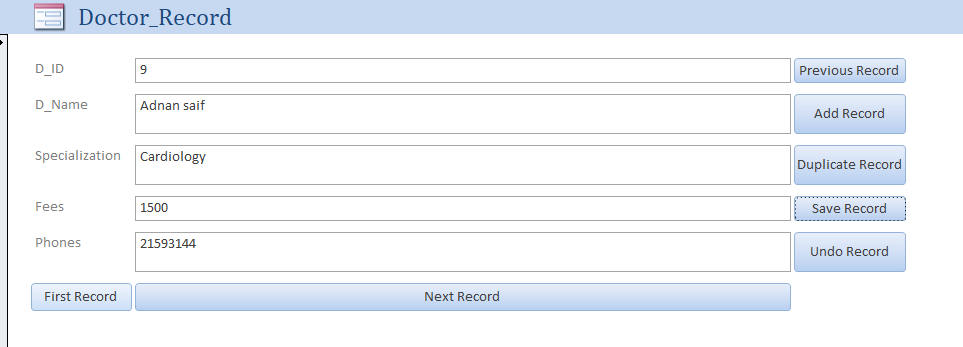 Doctor_Record
D_ID 9 Previous Record
D_Name Adnan saif Add Record
Specialization Cardiology Duplicate Record
Fees 1500 Save Record
Phones 21593144 Undo Record
First Record Next Record